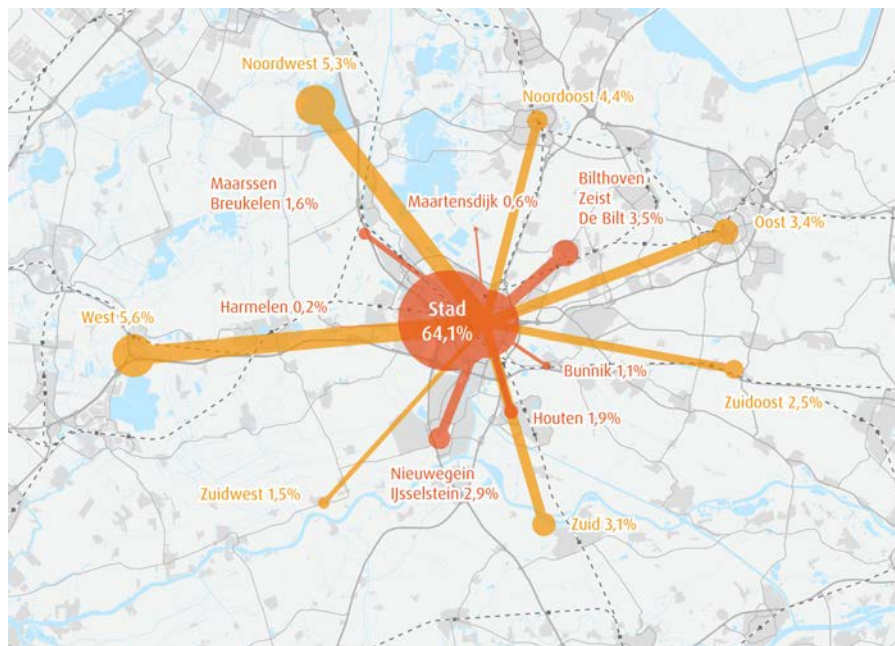 Noordwest 5,3%
Noordoost 4,4%
Maarssen
Breukelen 1,6%
Maartensdijk 0,6%
Bilthoven
Zeist
De Bilt 3,5%
Oost 3,4%
West 5,6%
Harmelen 0,2%
Stad
64,1%
Bunnik 1,1%
Zuidoost 2,5%
Houten 1,9%
Nieuwegein
IJsselstein 2,9%
Zuidwest 1,5%
Zuid 3,1%